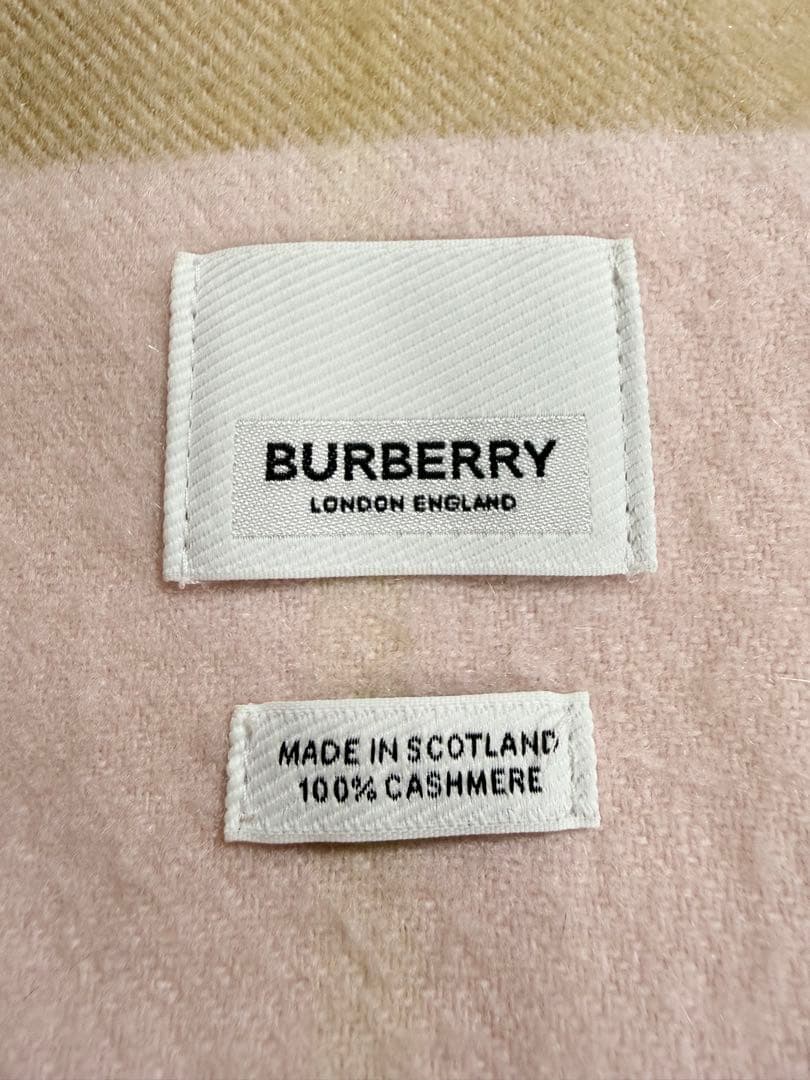 BURBERRY
LONDON ENGLAND
MADE IN SCOTLAND
100% CASHMERE